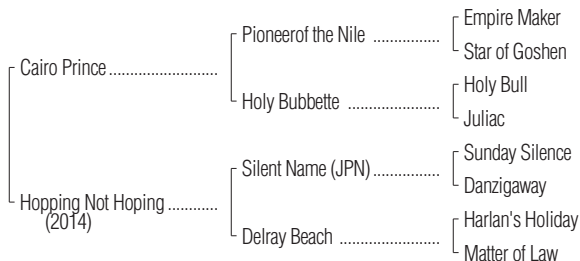 Empire Maker
Pioneerof the Nile ................
Star of Goshen
Cairo Prince ..........................
Holy Bull
Holy Bubbette ......................
Juliac
Sunday Silence
Silent Name (JPN) ................
Danzigaway
Hopping Not Hoping ............
(2014)
Harlan's Holiday
Delray Beach ........................
Matter of Law